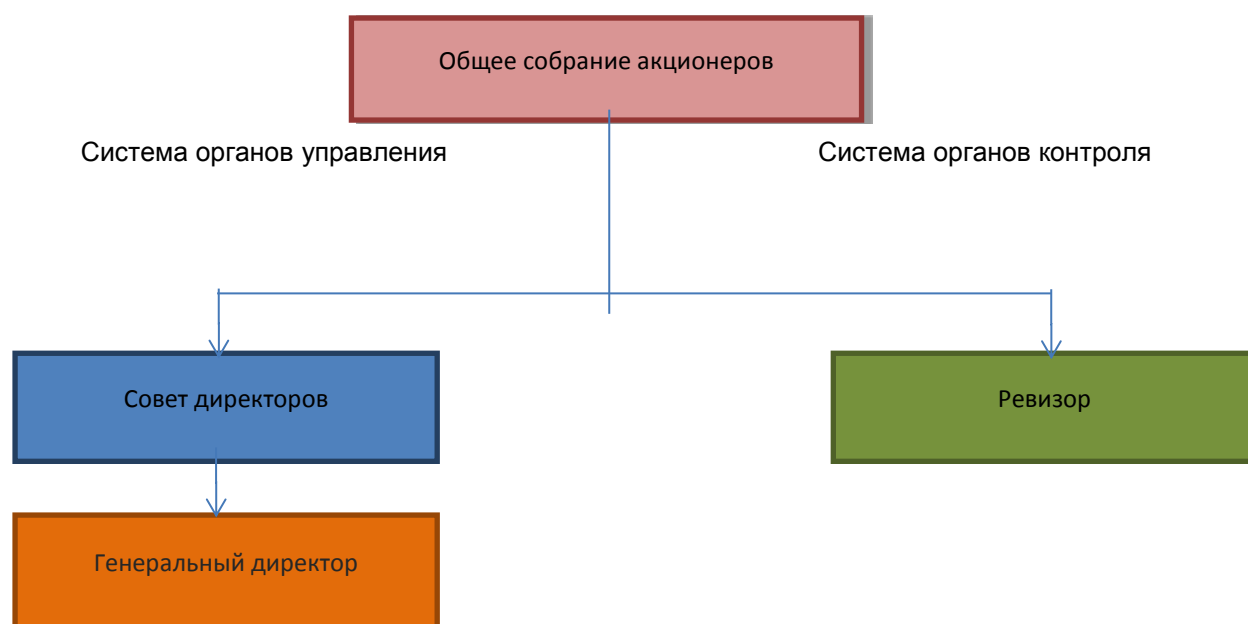 Общее собрание акционеров
Система органов управления
Система органов контроля
Совет директоров
Ревизор
Генеральный директор